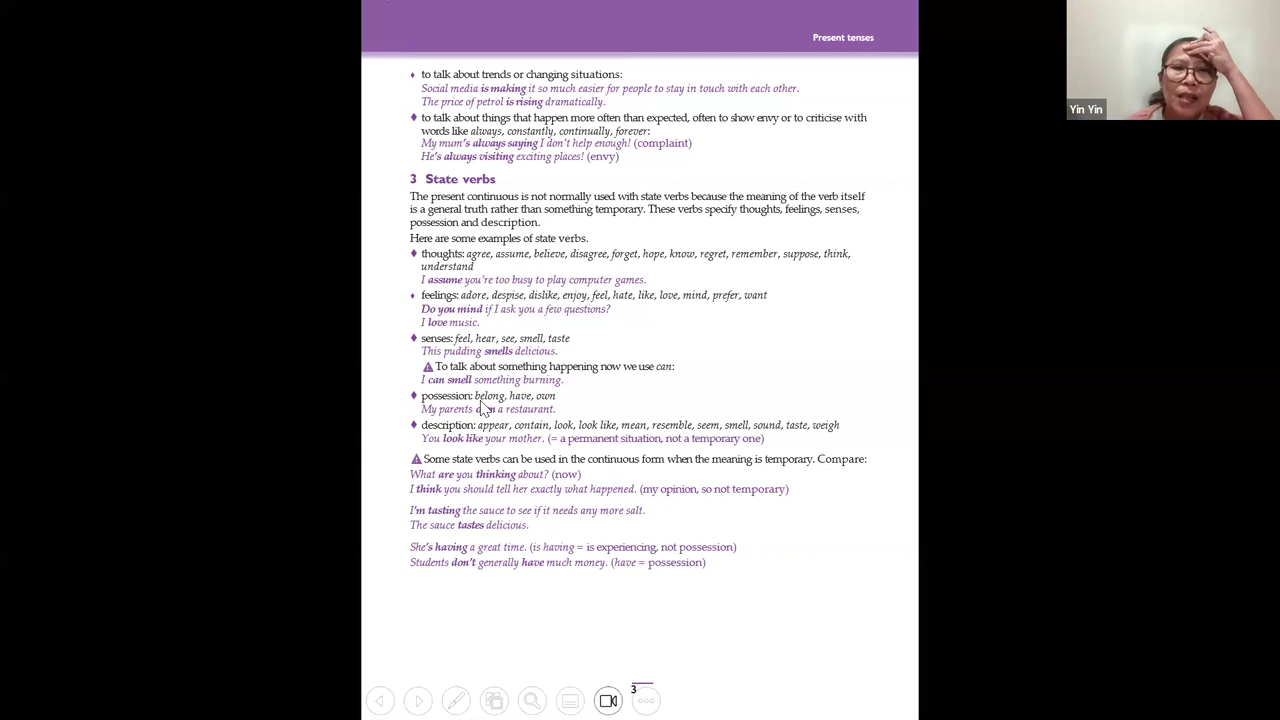 Present tenses
♦ to talk about trends or changing situations:
Social media is making it so much easier for people to stay in touch with each other.
The price of petrol is rising dramatically.
♦ to talk about things that happen more often than expected, often to show envy or to criticise with
words like always, constantly, continually, forever:
My mum's always saying I don't help enough! (complaint)
He's always visiting exciting places! (envy)
3 State verbs
The present continuous is not normally used with state verbs because the meaning of the verb itself
is a general truth rather than something temporary. These verbs specify thoughts, feelings, senses,
possession and description.
Here are some examples of state verbs.
♦ thoughts: agree, assume, believe, disagree, forget, hope, know, regret, remember, suppose, think,
understand
I assume you're too busy to play computer games.
♦ feelings: adore, despise, dislike, enjoy, feel, hate, like, love, mind, prefer, want
Do you mind if I ask you a few questions?
I love music.
♦ senses: feel, hear, see, smell, taste
This pudding smells delicious.
To talk about something happening now we use can:
I can smell something burning.
♦ possession: belong, have, own
My parents own a restaurant.
♦ description: appear, contain, look, look like, mean, resemble, seem, smell, sound, taste, weigh
You look like your mother. (= a permanent situation, not a temporary one)
Some state verbs can be used in the continuous form when the meaning is temporary. Compare:
What are you thinking about? (now)
I think you should tell her exactly what happened. (my opinion, so not temporary)
I'm tasting the sauce to see if it needs any more salt.
The sauce tastes delicious.
She's having a great time. (is having = is experiencing, not possession)
Students don't generally have much money. (have = possession)
3
Yin Yin